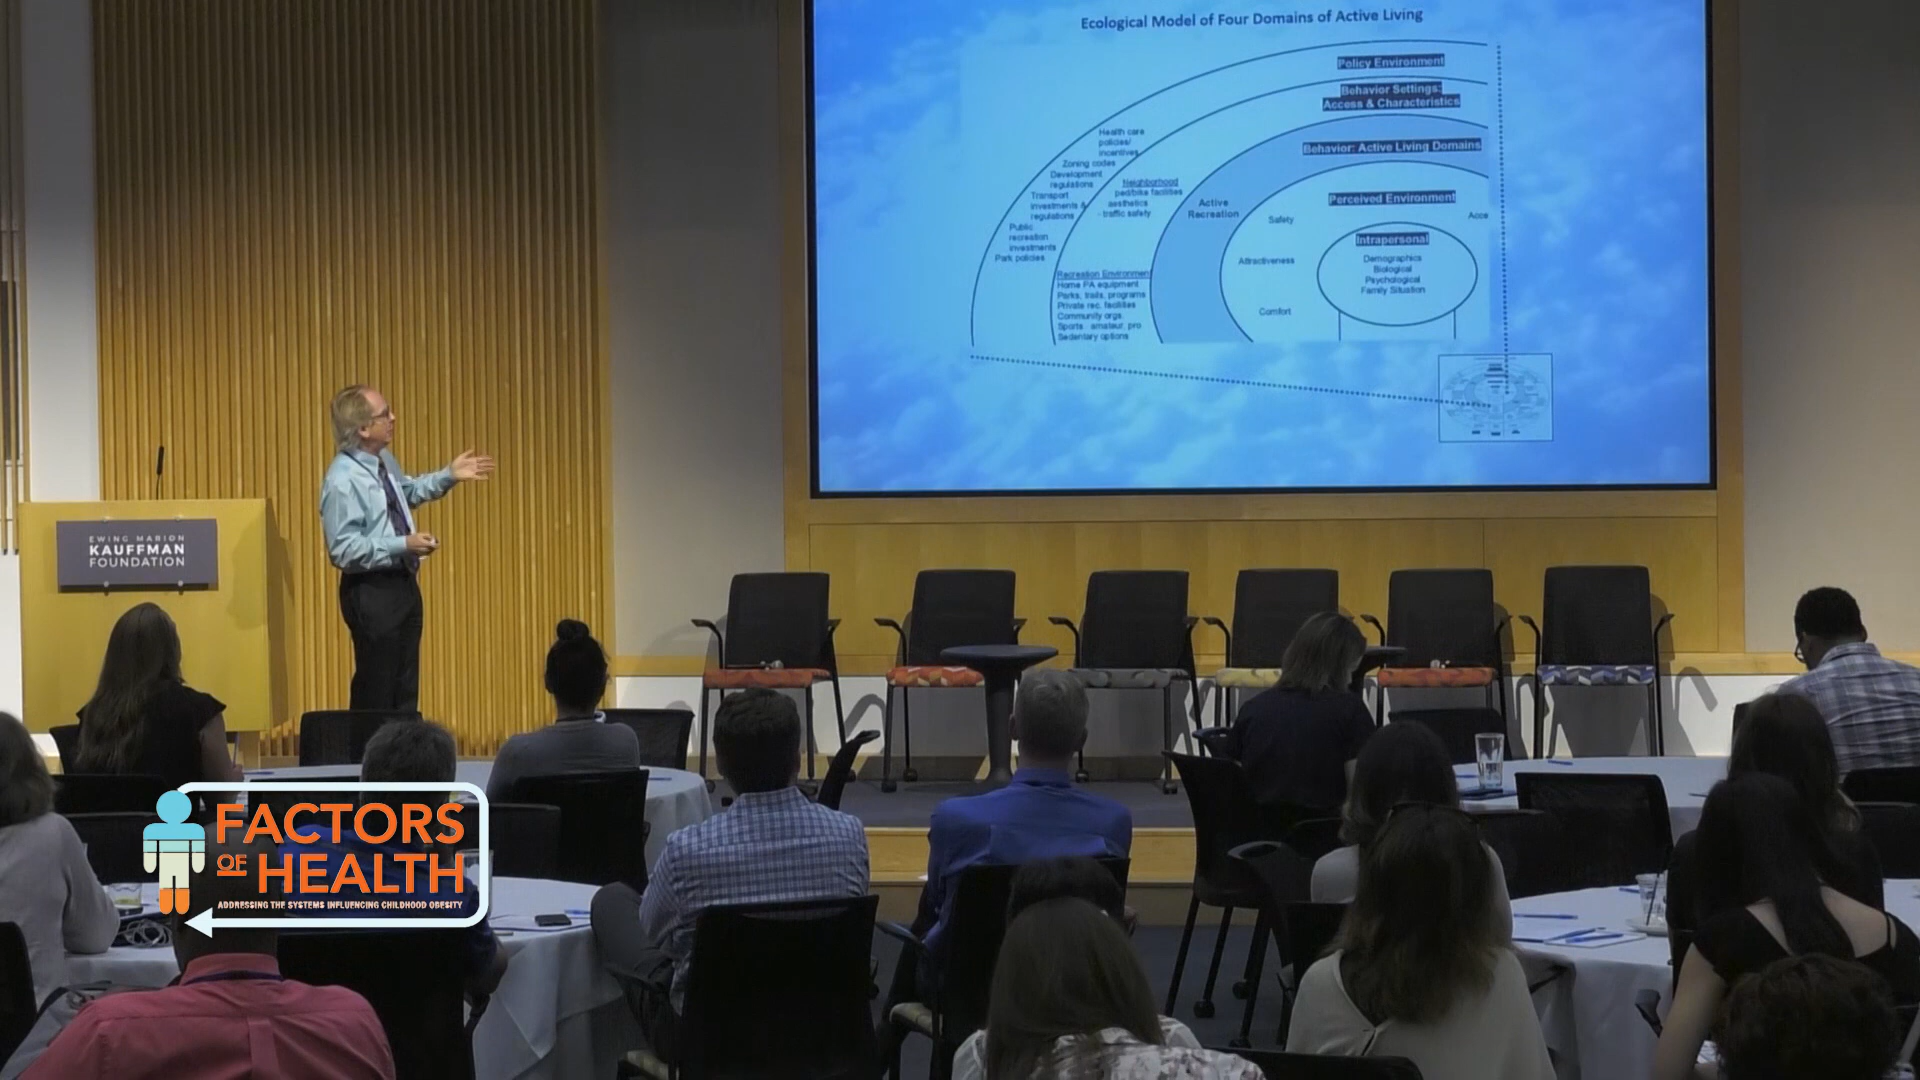 Ecological Model of Four Domains of Active Living
Policy Environment
Behavior Settings:
Access & Characteristics
Behavior: Active Living Domains
Perceived Environment
Intrapersonal
Demographics
Biological
Psychological
Family Situation
Health care
policies/
incentives
Zoning codes
Development
regulations
Transport
investments &
regulations
Public
recreation
investments
Park policies
Neighborhood
ped/bike facilities
aesthetics
- traffic safety
Recreation Environment
Home PA equipment
Parks, trails, programs
Private rec. facilities
Community orgs.
Sports: amateur, pro
Sedentary options
Active
Recreation
Safety
Attractiveness
Comfort
Acce
EWING MARION
KAUFFMAN
FOUNDATION
FACTORS
OF HEALTH
ADDRESSING THE SYSTEMS INFLUENCING CHILDHOOD OBESITY